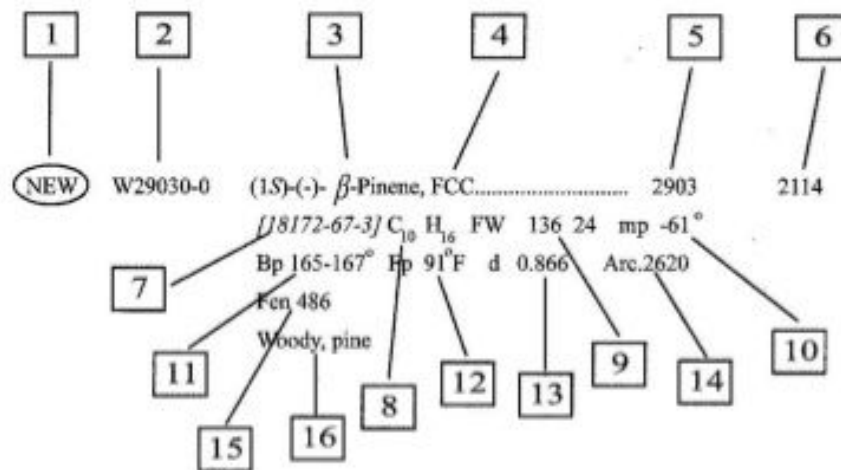 1 2 3 4 5 6
NEW W29030-0 (1S)-(-)- β-Pinene, FCC............................. 2903 2114
[18172-67-3] C₁₀ H₁₆ FW 136 24 mp -61°
7 Bp 165-167° Fp 91°F d 0.866 Arc.2620
Fen 486
Woody, pine
11 8 12 13 9 14 10
15 16